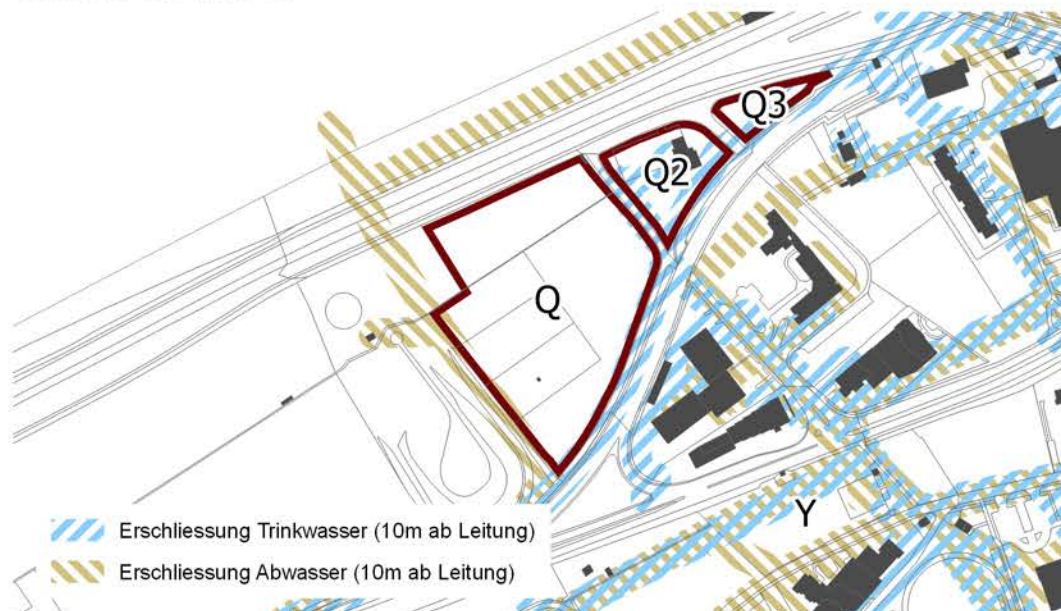 Q3
Q2
Q
Y
Erschliessung Trinkwasser (10m ab Leitung)
Erschliessung Abwasser (10m ab Leitung)